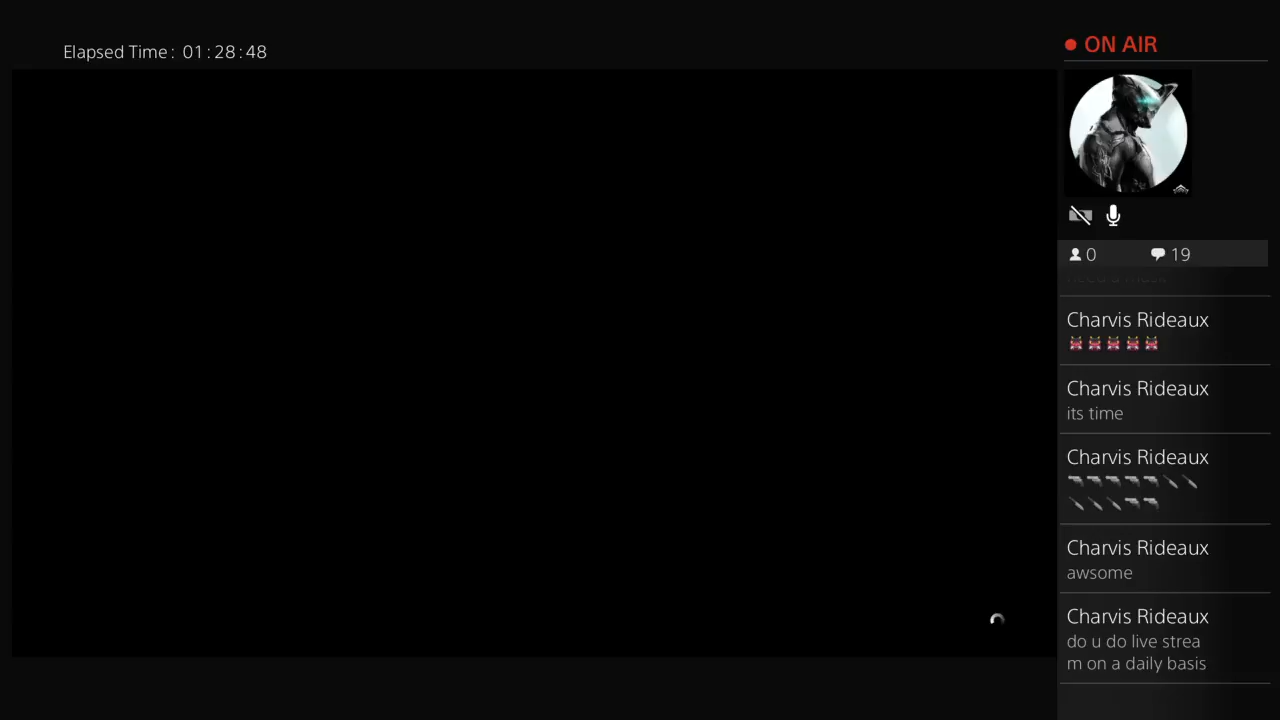 Elapsed Time: 01:28:48
ON AIR
0 19
Charvis Rideaux
Charvis Rideaux
its time
Charvis Rideaux
Charvis Rideaux
awsome
Charvis Rideaux
do u do live strea
m on a daily basis